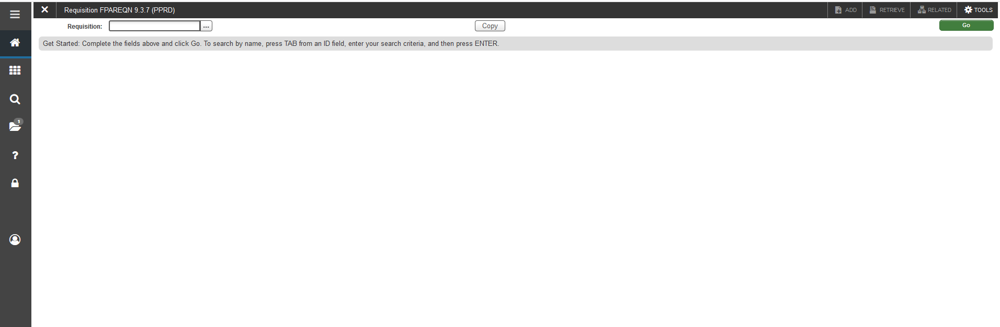 Requisition FPAREQN 9.3.7 (PPRD)
ADD
RETRIEVE
RELATED
TOOLS
Requisition:
...
Copy
Go
Get Started: Complete the fields above and click Go. To search by name, press TAB from an ID field, enter your search criteria, and then press ENTER.
1